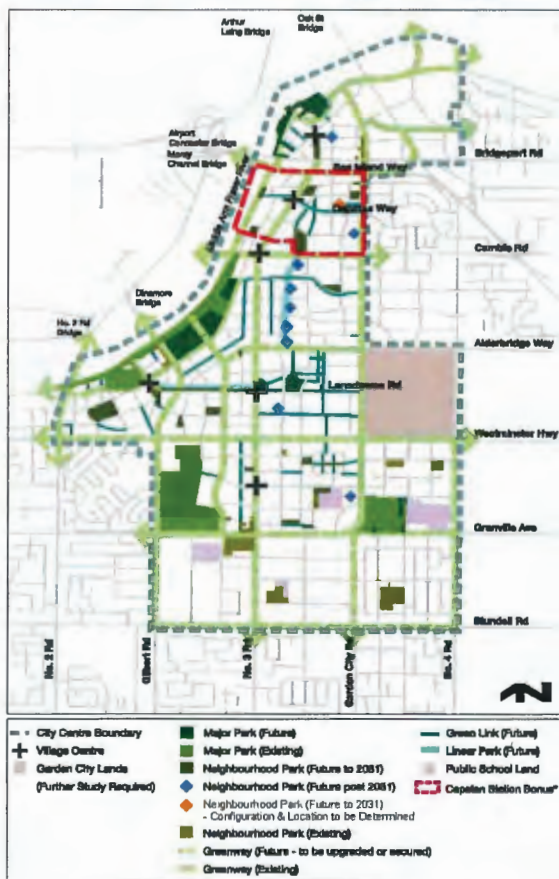 Arthur
Laing Bridge
Oak St
Bridge
Airport
Connector Bridge
Moray
Channel Bridge
Bridgeport Rd
Sea Island Way
Capstan Way
Middle Arm Fraser River
Cambie Rd
Dinsmore
Bridge
No. 2 Rd
Bridge
Alderbridge Way
Lansdowne Rd
Westminster Hwy
Granville Ave
Blundell Rd
No. 2 Rd
Gilbert Rd
No. 3 Rd
Garden City Rd
No. 4 Rd
N
City Centre Boundary
Village Centre
Garden City Lands
(Further Study Required)
Major Park (Future)
Major Park (Existing)
Neighbourhood Park (Future to 2031)
Neighbourhood Park (Future post 2031)
Neighbourhood Park (Future to 2031)
- Configuration & Location to be Determined
Neighbourhood Park (Existing)
Greenway (Future - to be upgraded or secured)
Greenway (Existing)
Green Link (Future)
Linear Park (Future)
Public School Land
Capstan Station Bonus*